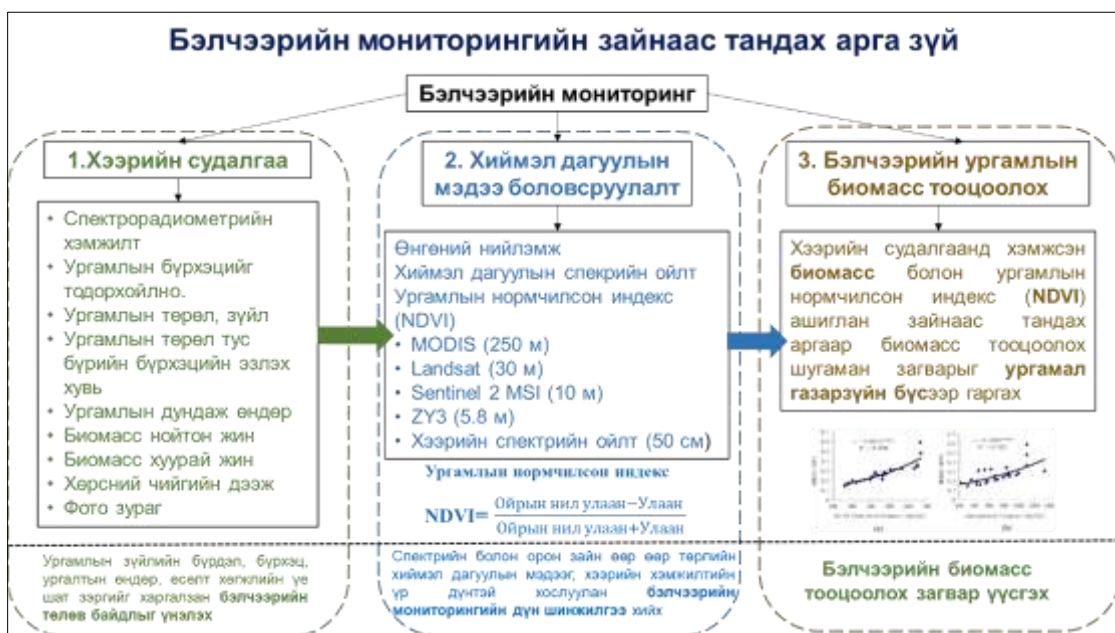 Бэлчээрийн мониторингийн зайнаас тандах арга зүй
Бэлчээрийн мониторинг
1.Хээрийн судалгаа
• Спектрорадиометрийн
хэмжилт
• Ургамлын бүрхэцийг
тодорхойлно.
• Ургамлын төрөл, зүйл
• Ургамлын төрөл тус
бүрийн бүрхэцийн эзлэх
хувь
• Ургамлын дундаж өндөр
• Биомасс нойтон жин
• Биомасс хуурай жин
• Хөрсний чийгийн дээж
• Фото зураг
Ургамлын зүйлийн бүрдэл, бүрхэц,
ургалтын өндөр, өсөлт хөгжлийн үе
шат зэргийг харгалзан бэлчээрийн
төлөв байдлыг үнэлэх
2. Хиймэл дагуулын
мэдээ боловсруулалт
Өнгөний нийлэмж
Хиймэл дагуулын спекрийн ойлт
Ургамлын нормчилсон индекс
(NDVI)
• MODIS (250 м)
• Landsat (30 м)
• Sentinel 2 MSI (10 м)
• ZY3 (5.8 м)
• Хээрийн спектрийн ойлт (50 см)
Ургамлын нормчилсон индекс
NDVI= Ойрын нил улаан−Улаан
Ойрын нил улаан+Улаан
Спектрийн болон орон зайн өөр өөр төрлийн
хиймэл дагуулын мэдээг, хээрийн хэмжилтийн
үр дүнтэй хослуулан бэлчээрийн
мониторингийн дүн шинжилгээ хийх
3. Бэлчээрийн ургамлын
биомасс тооцоолох
Хээрийн судалгаанд хэмжсэн
биомасс болон ургамлын
нормчилсон индекс (NDVI)
ашиглан зайнаас тандах
аргаар биомасс тооцоолох
шугаман загварыг ургамал
газарзүйн бүсээр гаргах
Бэлчээрийн биомасс
тооцоолох загвар үүсгэх